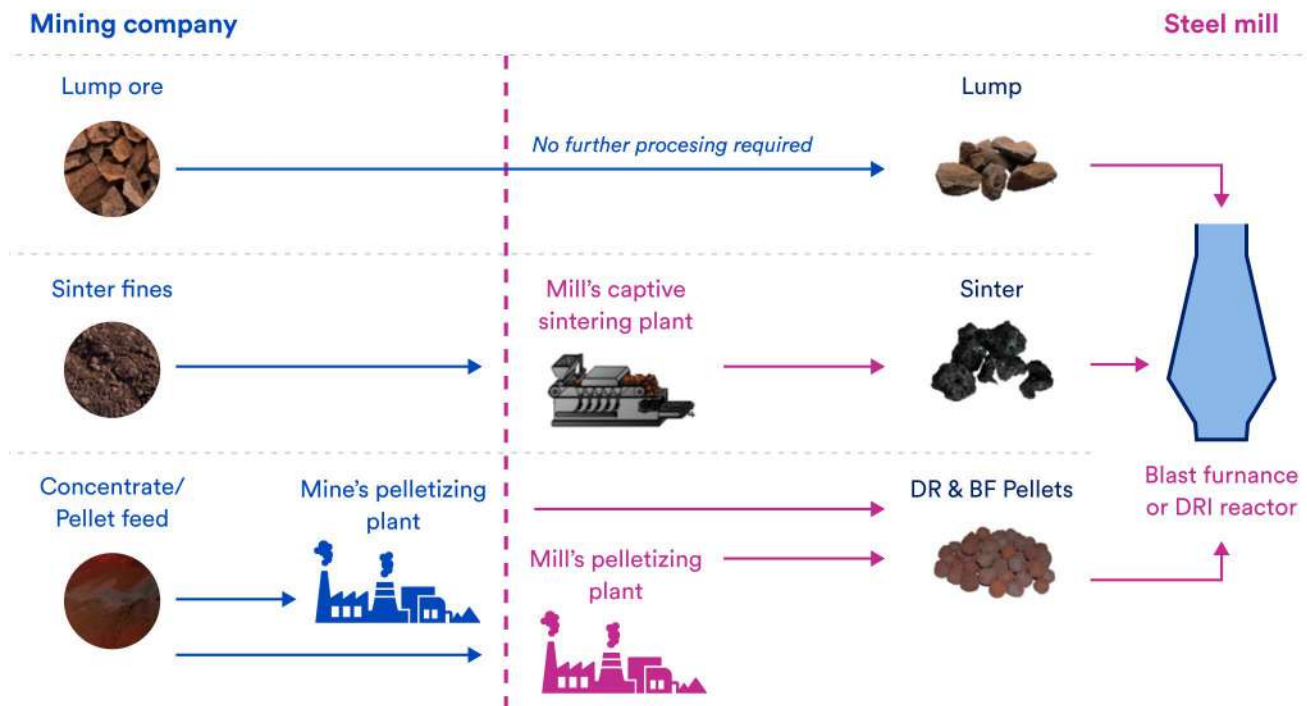 Mining company
Steel mill
Lump ore
No further procesing required
Lump
Sinter fines
Mill's captive
sintering plant
Sinter
Concentrate/
Pellet feed
Mine's pelletizing
plant
Mill's pelletizing
plant
DR & BF Pellets
Blast furnance
or DRI reactor